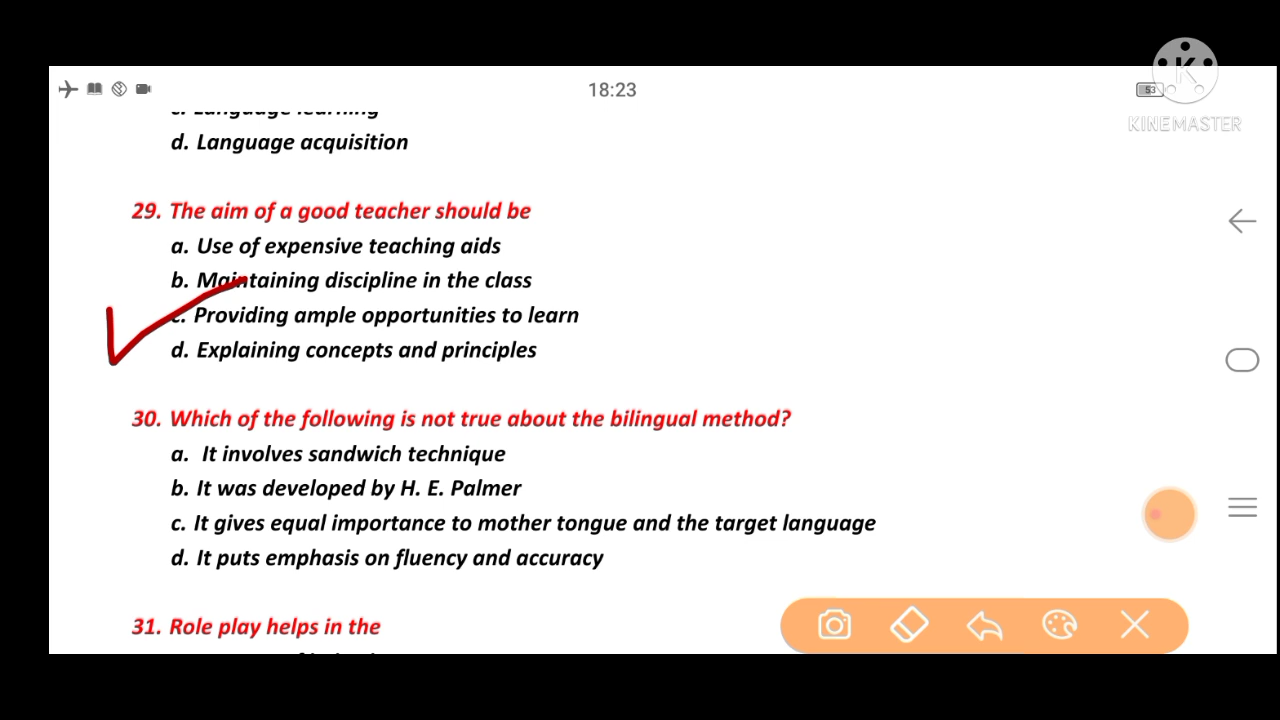 18:23
53
K
KINEMASTER
c. Language learning
d. Language acquisition
29. The aim of a good teacher should be
a. Use of expensive teaching aids
b. Maintaining discipline in the class
c. Providing ample opportunities to learn
d. Explaining concepts and principles
30. Which of the following is not true about the bilingual method?
a. It involves sandwich technique
b. It was developed by H. E. Palmer
c. It gives equal importance to mother tongue and the target language
d. It puts emphasis on fluency and accuracy
31. Role play helps in the